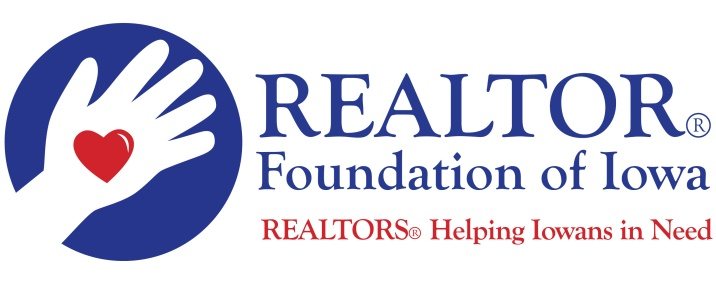 REALTOR®
Foundation of Iowa
REALTORS® Helping Iowans in Need